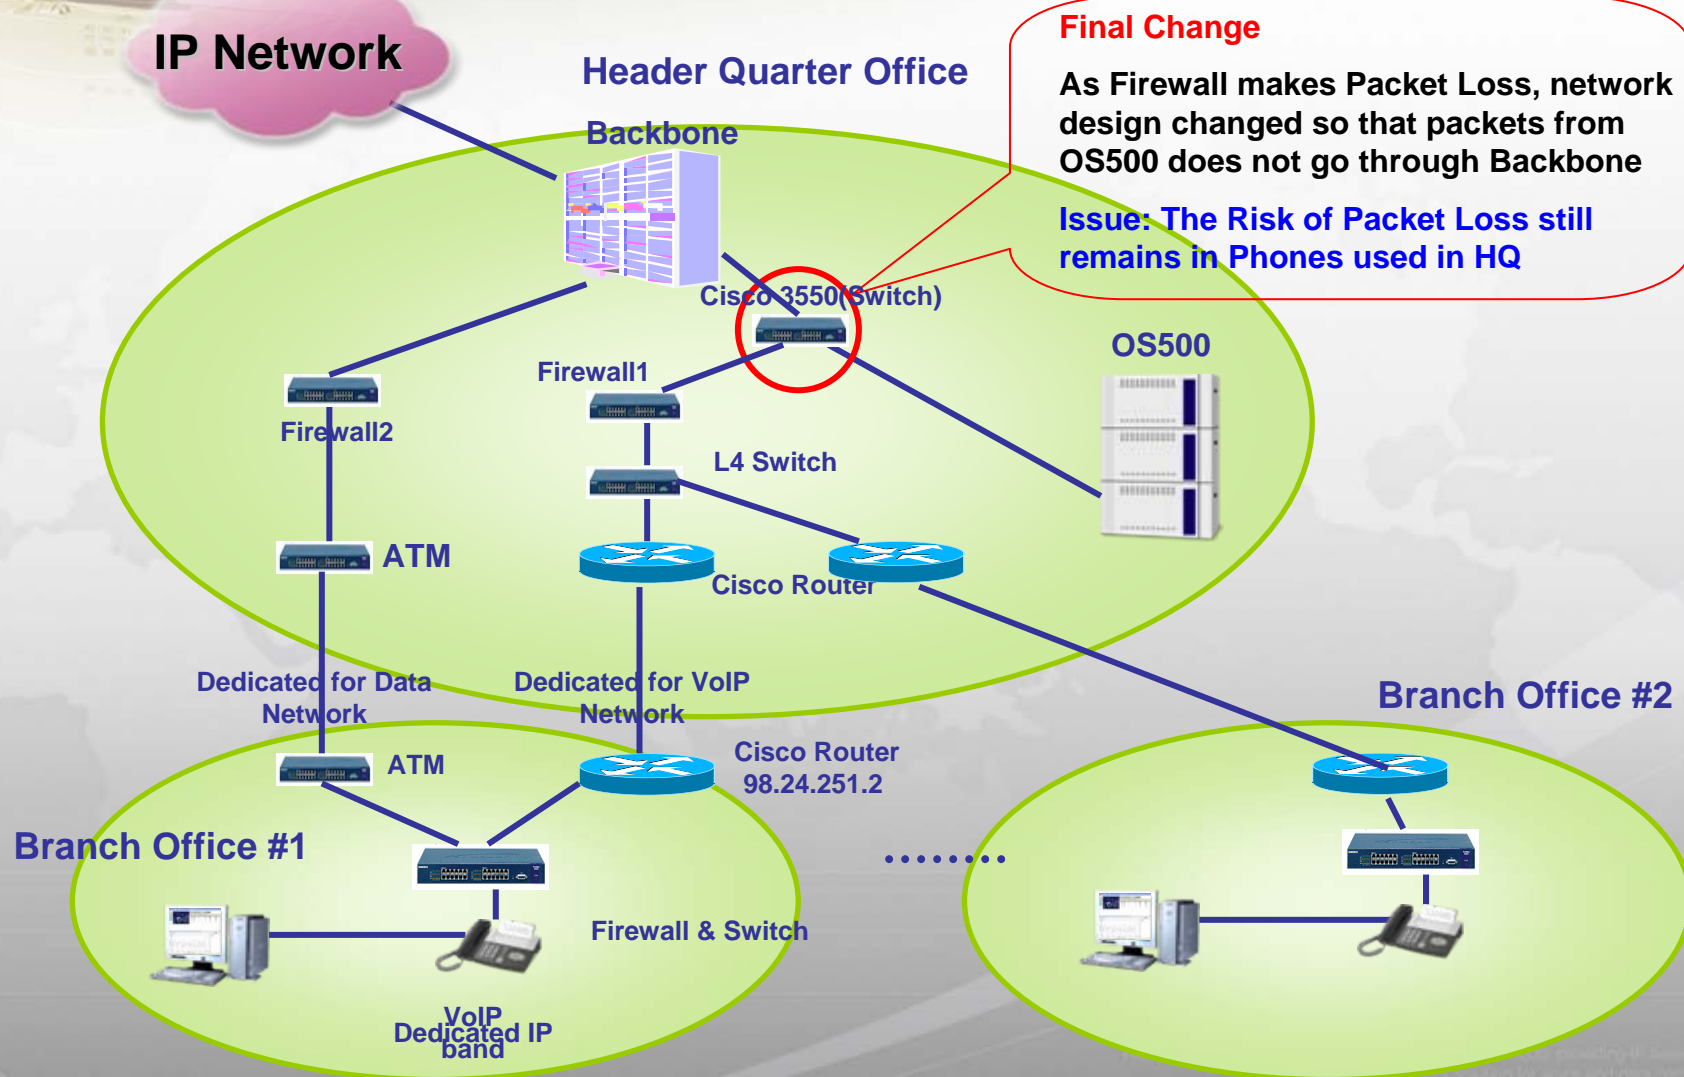 IP Network
Header Quarter Office
Backbone
Final Change
As Firewall makes Packet Loss, network
design changed so that packets from
OS500 does not go through Backbone
Issue: The Risk of Packet Loss still
remains in Phones used in HQ
Cisco 3550(Switch)
OS500
Firewall1
Firewall2
L4 Switch
ATM
Cisco Router
Dedicated for Data
Network
Dedicated for VoIP
Network
Branch Office #2
ATM
Cisco Router
98.24.251.2
Branch Office #1
........
Firewall & Switch
VoIP
Dedicated IP
band